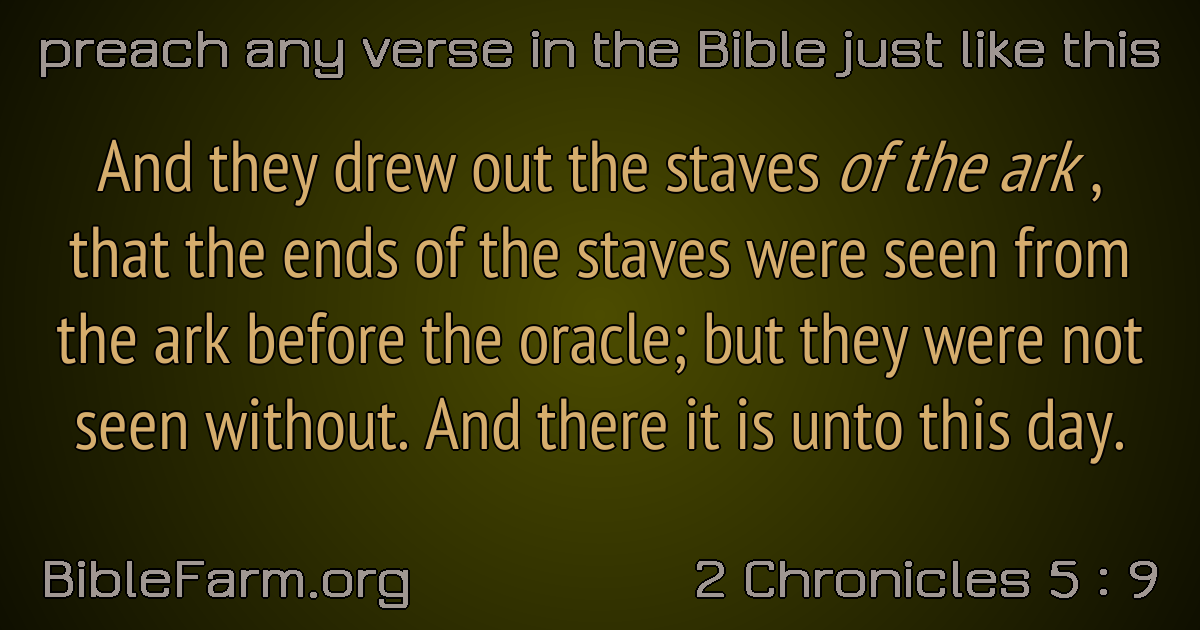 preach any verse in the Bible just like this
And they drew out the staves of the ark ,
that the ends of the staves were seen from
the ark before the oracle; but they were not
seen without. And there it is unto this day.
BibleFarm.org
2 Chronicles 5 : 9